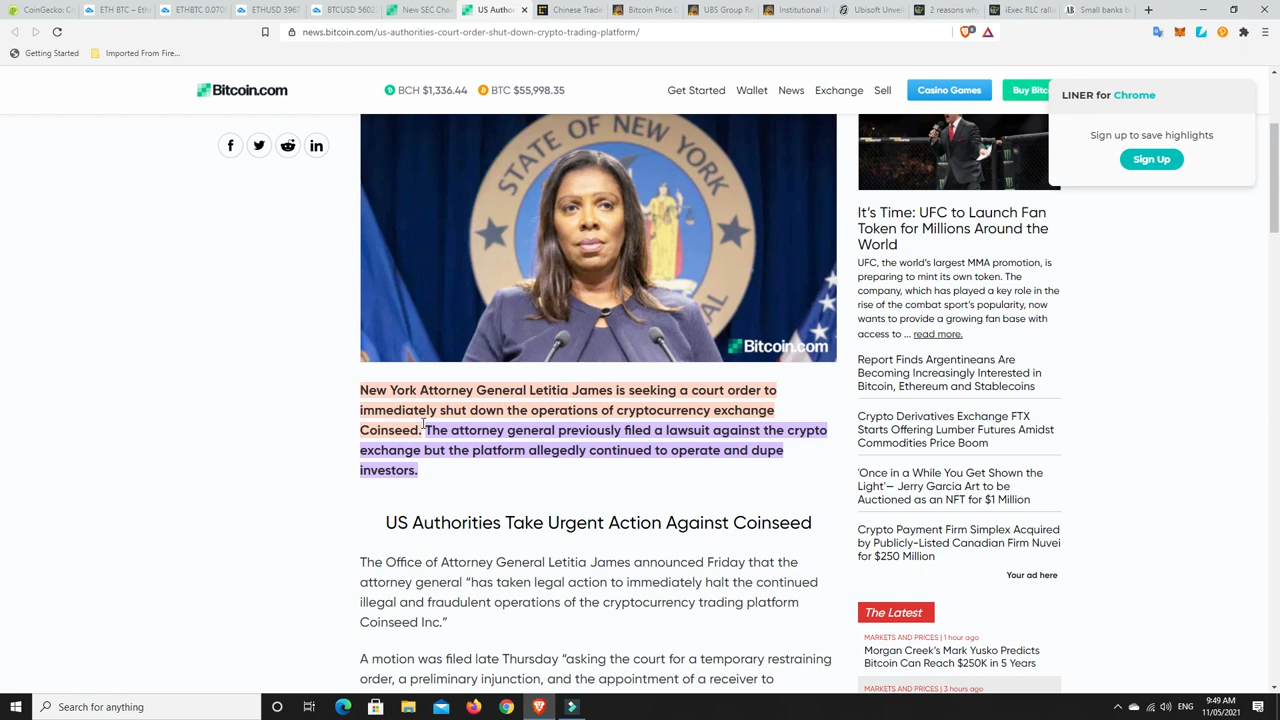 CoinGecko: Cr
ETH BTC – Eth
ETHBTC 0.070
ETHUSD 3967
BTCUSD 5602
New SEC Chai
US Author
Chinese Trade
Bitcoin Price C
UBS Group Re
Institutional In
Ubisoft Unveil
2 reasons why
iExec RLC rallie
Small banks b
news.bitcoin.com/us-authorities-court-order-shut-down-crypto-trading-platform/
Getting Started
Imported From Fire...
Bitcoin.com
BCH $1,336.44
BTC $55,998.35
Get Started
Wallet
News
Exchange
Sell
Casino Games
Buy Bitc
LINER for Chrome
Sign up to save highlights
Sign Up
STATE OF NEW YORK
Bitcoin.com
New York Attorney General Letitia James is seeking a court order to
immediately shut down the operations of cryptocurrency exchange
Coinseed. The attorney general previously filed a lawsuit against the crypto
exchange but the platform allegedly continued to operate and dupe
investors.
US Authorities Take Urgent Action Against Coinseed
The Office of Attorney General Letitia James announced Friday that the
attorney general “has taken legal action to immediately halt the continued
illegal and fraudulent operations of the cryptocurrency trading platform
Coinseed Inc.”
A motion was filed late Thursday “asking the court for a temporary restraining
order, a preliminary injunction, and the appointment of a receiver to
It’s Time: UFC to Launch Fan
Token for Millions Around the
World
UFC, the world’s largest MMA promotion, is
preparing to mint its own token. The
company, which has played a key role in the
rise of the combat sport’s popularity, now
wants to provide a growing fan base with
access to ... read more.
Report Finds Argentineans Are
Becoming Increasingly Interested in
Bitcoin, Ethereum and Stablecoins
Crypto Derivatives Exchange FTX
Starts Offering Lumber Futures Amidst
Commodities Price Boom
'Once in a While You Get Shown the
Light'— Jerry Garcia Art to be
Auctioned as an NFT for $1 Million
Crypto Payment Firm Simplex Acquired
by Publicly-Listed Canadian Firm Nuvei
for $250 Million
Your ad here
The Latest
MARKETS AND PRICES | 1 hour ago
Morgan Creek’s Mark Yusko Predicts
Bitcoin Can Reach $250K in 5 Years
MARKETS AND PRICES | 3 hours ago
Search for anything
ENG
9:49 AM
11/05/2021